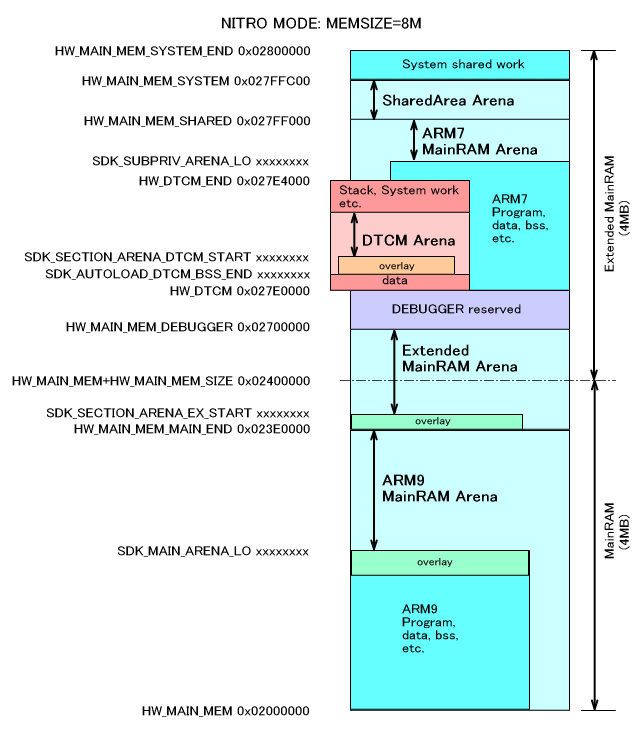 NITRO MODE: MEMSIZE=8M
HW_MAIN_MEM_SYSTEM_END 0x02800000
System shared work
HW_MAIN_MEM_SYSTEM 0x027FFC00
SharedArea Arena
HW_MAIN_MEM_SHARED 0x027FF000
ARM7
MainRAM Arena
SDK_SUBPRIV_ARENA_LO xxxxxxxx
HW_DTCM_END 0x027E4000
Stack, System work
etc.
ARM7
Program,
data, bss,
etc.
DTCM Arena
SDK_SECTION_ARENA_DTCM_START xxxxxxxx
overlay
SDK_AUTOLOAD_DTCM_BSS_END xxxxxxxx
data
HW_DTCM 0x027E0000
DEBUGGER reserved
HW_MAIN_MEM_DEBUGGER 0x02700000
Extended
MainRAM Arena
Extended MainRAM
(4MB)
HW_MAIN_MEM+HW_MAIN_MEM_SIZE 0x02400000
SDK_SECTION_ARENA_EX_START xxxxxxxx
overlay
HW_MAIN_MEM_MAIN_END 0x023E0000
ARM9
MainRAM Arena
MainRAM
(4MB)
SDK_MAIN_ARENA_LO xxxxxxxx
overlay
ARM9
Program,
data, bss,
etc.
HW_MAIN_MEM 0x02000000